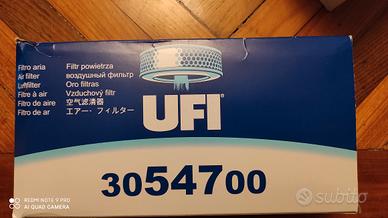 Filtro aria
Air filter
Luftfilter
Filtre à air
Filtro de aire
Filtro de ar
Filtr powietrza
воздушный фильтр
Oro filtras
Vzduchový filtr
空气滤清器
エアー・フィルター
UFI
3054700
REDMI NOTE 9 PRO
AI QUAD CAMERA
subito